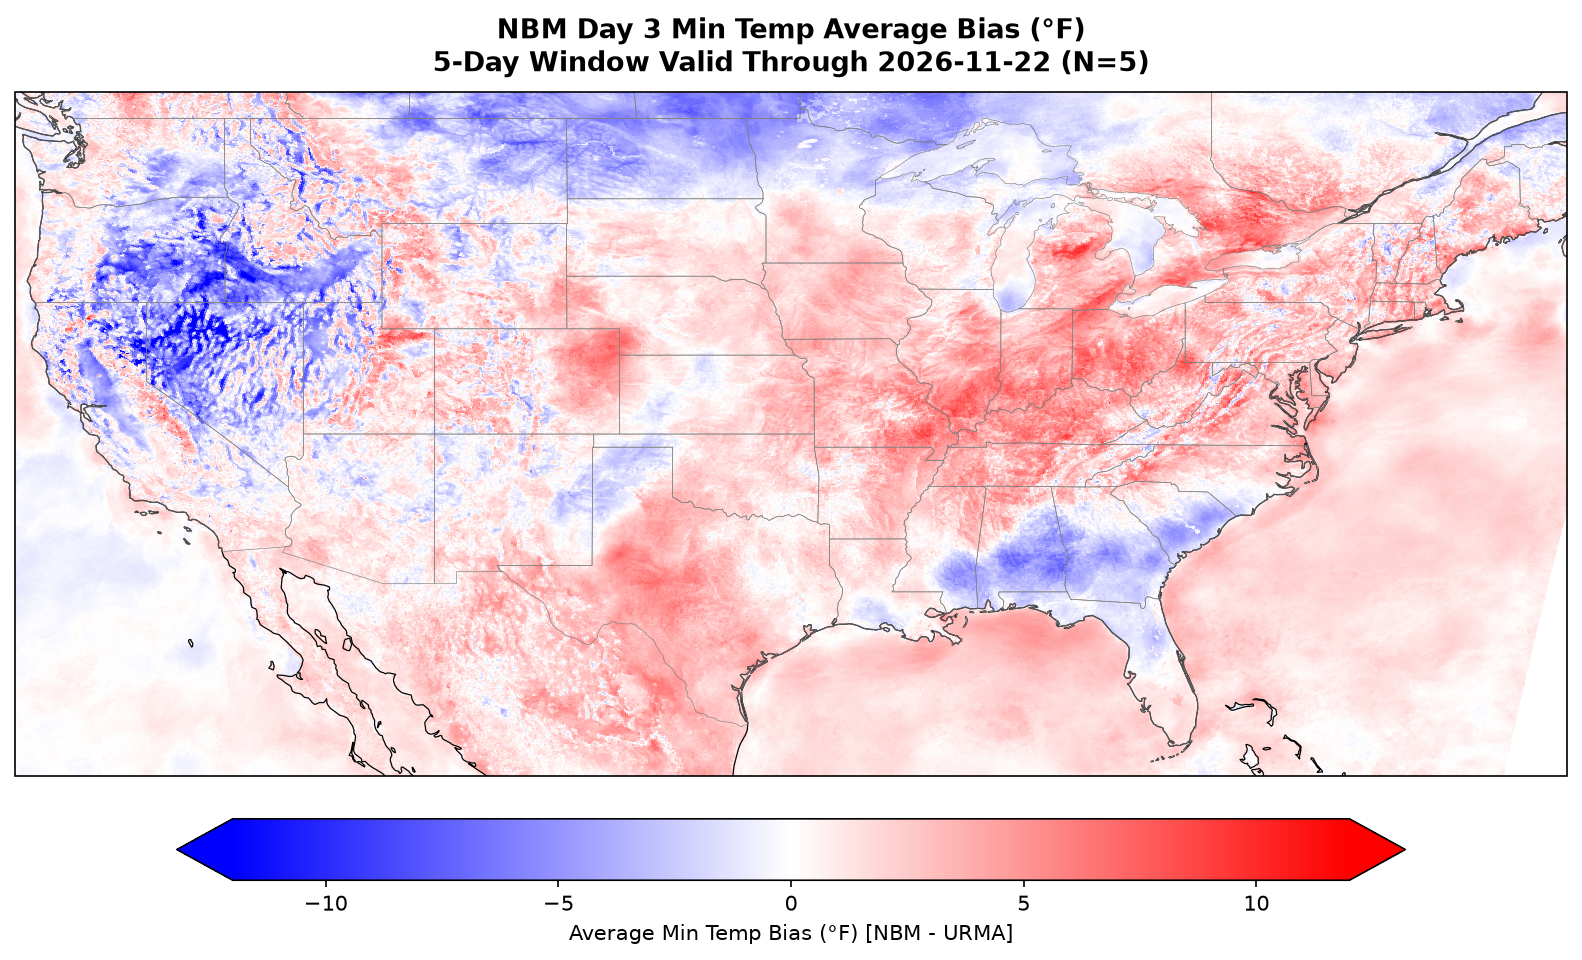 NBM Day 3 Min Temp Average Bias (°F)
5-Day Window Valid Through 2026-11-22 (N=5)
−10 −5 0 5 10
Average Min Temp Bias (°F) [NBM - URMA]